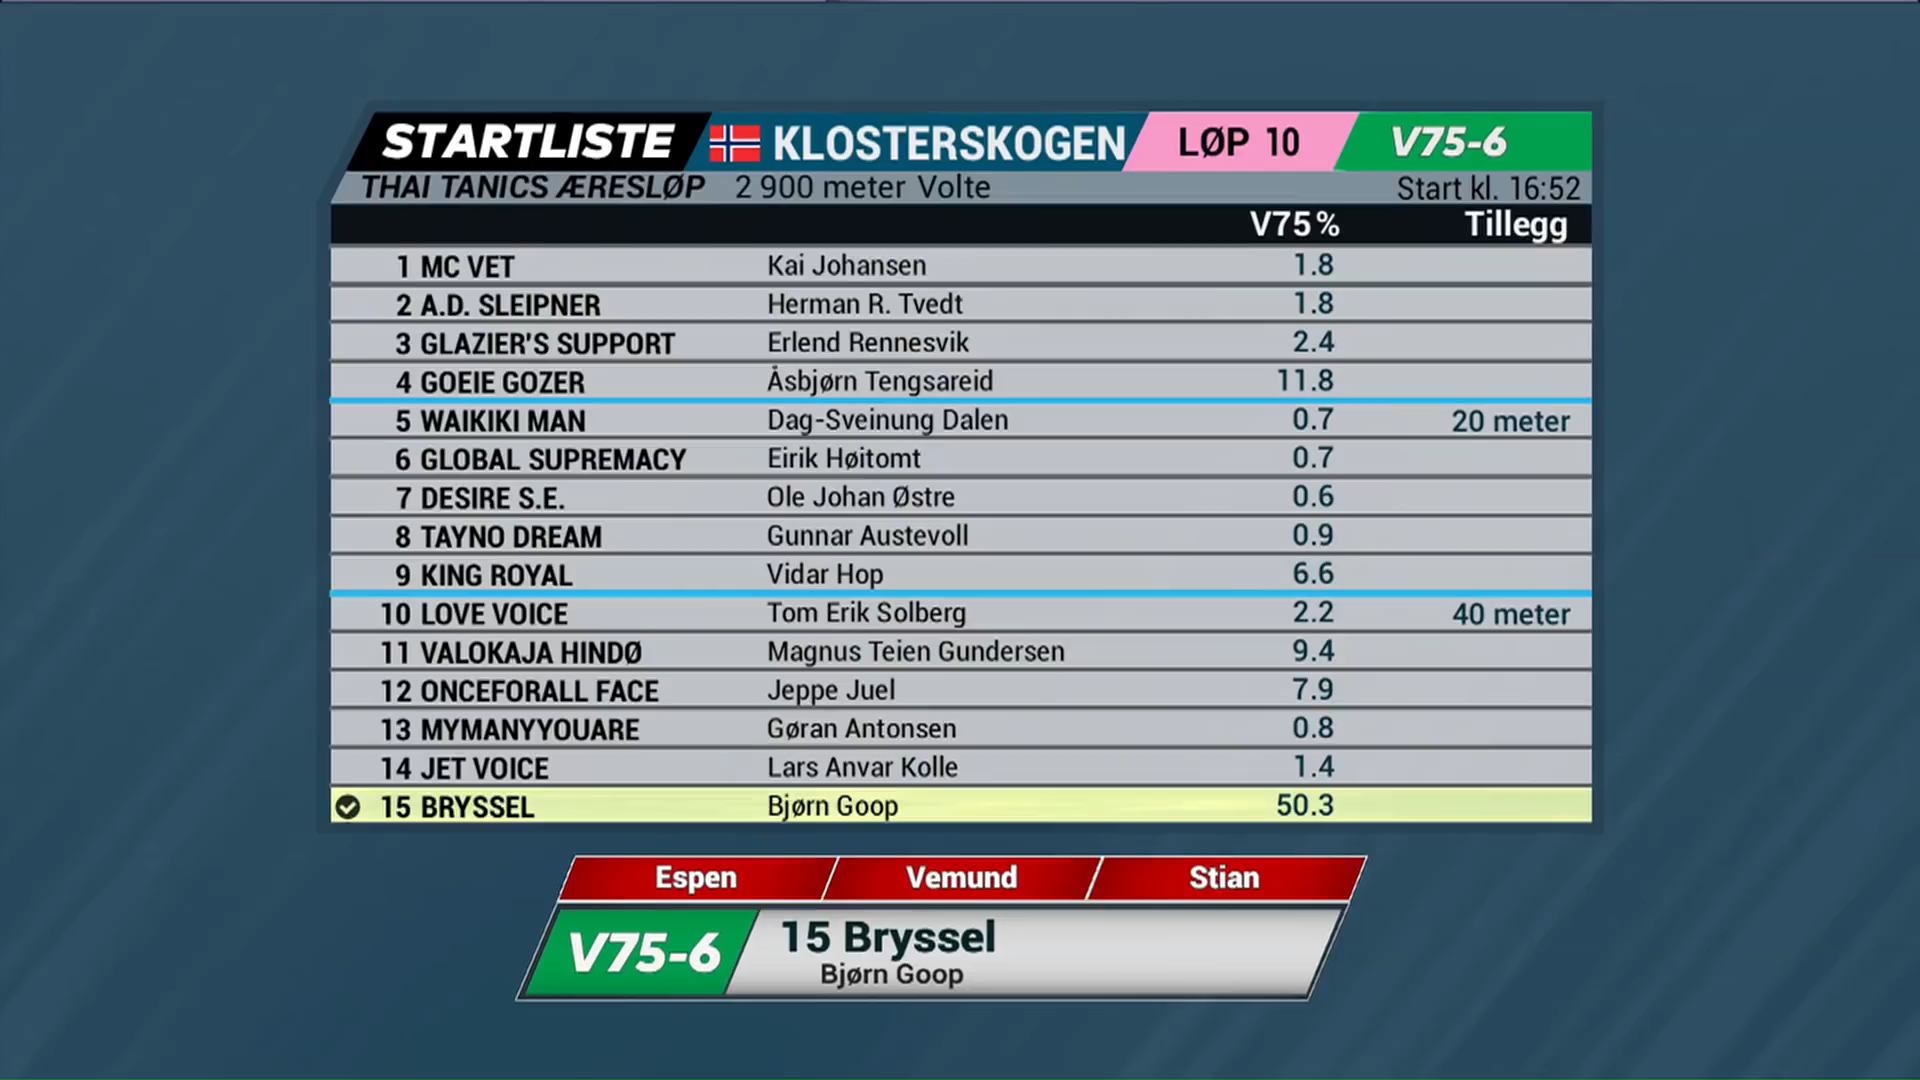 STARTLISTE KLOSTERSKOGEN LØP 10 V75-6
THAI TANICS ÆRESLØP 2 900 meter Volte Start kl. 16:52
V75% Tillegg
1 MC VET Kai Johansen 1.8
2 A.D. SLEIPNER Herman R. Tvedt 1.8
3 GLAZIER'S SUPPORT Erlend Rennesvik 2.4
4 GOEIE GOZER Åsbjørn Tengsareid 11.8
5 WAIKIKI MAN Dag-Sveinung Dalen 0.7 20 meter
6 GLOBAL SUPREMACY Eirik Høitomt 0.7
7 DESIRE S.E. Ole Johan Østre 0.6
8 TAYNO DREAM Gunnar Austevoll 0.9
9 KING ROYAL Vidar Hop 6.6
10 LOVE VOICE Tom Erik Solberg 2.2 40 meter
11 VALOKAJA HINDØ Magnus Teien Gundersen 9.4
12 ONCEFORALL FACE Jeppe Juel 7.9
13 MYMANYYOUARE Gøran Antonsen 0.8
14 JET VOICE Lars Anvar Kolle 1.4
15 BRYSSEL Bjørn Goop 50.3
Espen Vemund Stian
V75-6 15 Bryssel
Bjørn Goop